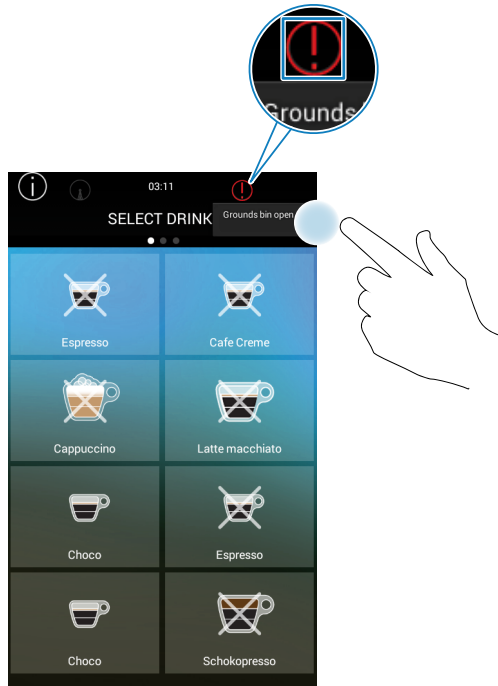 Grounds
03:11
SELECT DRINK
Grounds bin open
Espresso
Cafe Creme
Cappuccino
Latte macchiato
Choco
Espresso
Choco
Schokopresso